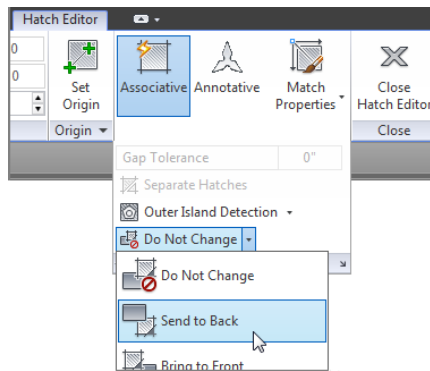 Hatch Editor
0
0
Set
Origin
Associative
Annotative
Match
Properties
Close
Hatch Editor
Origin
Close
Gap Tolerance
0"
Separate Hatches
Outer Island Detection
Do Not Change
Do Not Change
Send to Back
Bring to Front